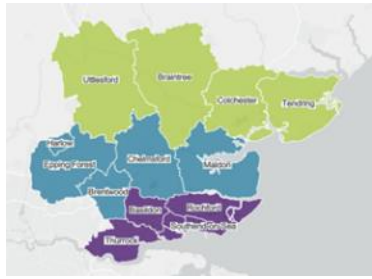 Uttlesford
Braintree
Colchester
Tendring
Harlow
Epping Forest
Chelmsford
Maldon
Brentwood
Basildon
Rochford
Southend-on-Sea
Thurrock